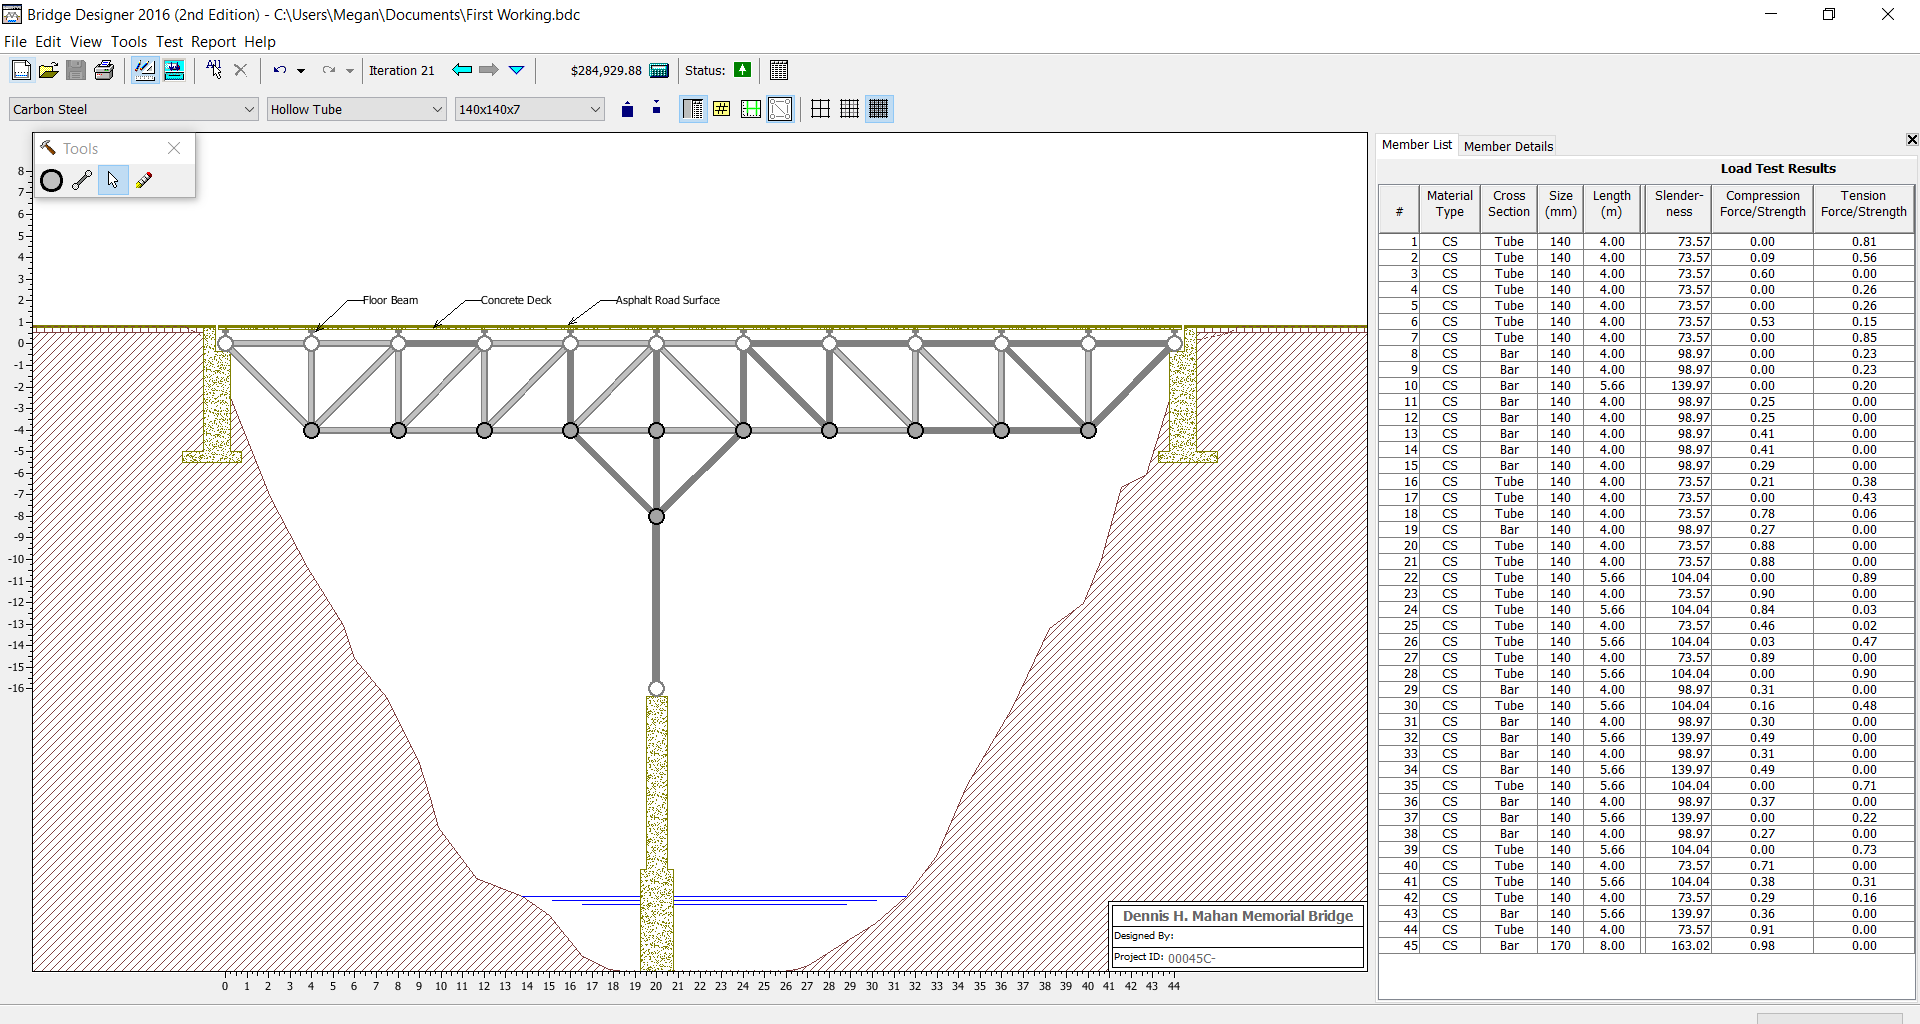 Bridge Designer 2016 (2nd Edition) - C:\Users\Megan\Documents\First Working.bdc
File Edit View Tools Test Report Help
Iteration 21 $284,929.88 Status:
Carbon Steel Hollow Tube 140x140x7
Tools
Member List Member Details
Load Test Results
# Material Type Cross Section Size (mm) Length (m) Slender- ness Compression Force/Strength Tension Force/Strength
1 CS Tube 140 4.00 73.57 0.00 0.81
2 CS Tube 140 4.00 73.57 0.09 0.56
3 CS Tube 140 4.00 73.57 0.60 0.00
4 CS Tube 140 4.00 73.57 0.00 0.26
5 CS Tube 140 4.00 73.57 0.00 0.26
6 CS Tube 140 4.00 73.57 0.53 0.15
7 CS Tube 140 4.00 73.57 0.00 0.85
8 CS Bar 140 4.00 98.97 0.00 0.23
9 CS Bar 140 4.00 98.97 0.00 0.23
10 CS Bar 140 5.66 139.97 0.00 0.20
11 CS Bar 140 4.00 98.97 0.25 0.00
12 CS Bar 140 4.00 98.97 0.25 0.00
13 CS Bar 140 4.00 98.97 0.41 0.00
14 CS Bar 140 4.00 98.97 0.41 0.00
15 CS Bar 140 4.00 98.97 0.29 0.00
16 CS Tube 140 4.00 73.57 0.21 0.38
17 CS Tube 140 4.00 73.57 0.00 0.43
18 CS Tube 140 4.00 73.57 0.78 0.06
19 CS Bar 140 4.00 98.97 0.27 0.00
20 CS Tube 140 4.00 73.57 0.88 0.00
21 CS Tube 140 4.00 73.57 0.88 0.00
22 CS Tube 140 5.66 104.04 0.00 0.89
23 CS Tube 140 4.00 73.57 0.90 0.00
24 CS Tube 140 5.66 104.04 0.84 0.03
25 CS Tube 140 4.00 73.57 0.46 0.02
26 CS Tube 140 5.66 104.04 0.03 0.47
27 CS Tube 140 4.00 73.57 0.89 0.00
28 CS Tube 140 5.66 104.04 0.00 0.90
29 CS Bar 140 4.00 98.97 0.31 0.00
30 CS Tube 140 5.66 104.04 0.16 0.48
31 CS Bar 140 4.00 98.97 0.30 0.00
32 CS Bar 140 5.66 139.97 0.49 0.00
33 CS Bar 140 4.00 98.97 0.31 0.00
34 CS Bar 140 5.66 139.97 0.49 0.00
35 CS Tube 140 5.66 104.04 0.00 0.71
36 CS Bar 140 4.00 98.97 0.37 0.00
37 CS Bar 140 5.66 139.97 0.00 0.22
38 CS Bar 140 4.00 98.97 0.27 0.00
39 CS Tube 140 5.66 104.04 0.00 0.73
40 CS Tube 140 4.00 73.57 0.71 0.00
41 CS Tube 140 5.66 104.04 0.38 0.31
42 CS Tube 140 4.00 73.57 0.29 0.16
43 CS Bar 140 5.66 139.97 0.36 0.00
44 CS Tube 140 4.00 73.57 0.91 0.00
45 CS Bar 170 8.00 163.02 0.98 0.00
Floor Beam Concrete Deck Asphalt Road Surface
8
7
6
5
4
3
2
1
0
-1
-2
-3
-4
-5
-6
-7
-8
-9
-10
-11
-12
-13
-14
-15
-16
Dennis H. Mahan Memorial Bridge
Designed By:
Project ID: 00045C-
0 1 2 3 4 5 6 7 8 9 10 11 12 13 14 15 16 17 18 19 20 21 22 23 24 25 26 27 28 29 30 31 32 33 34 35 36 37 38 39 40 41 42 43 44